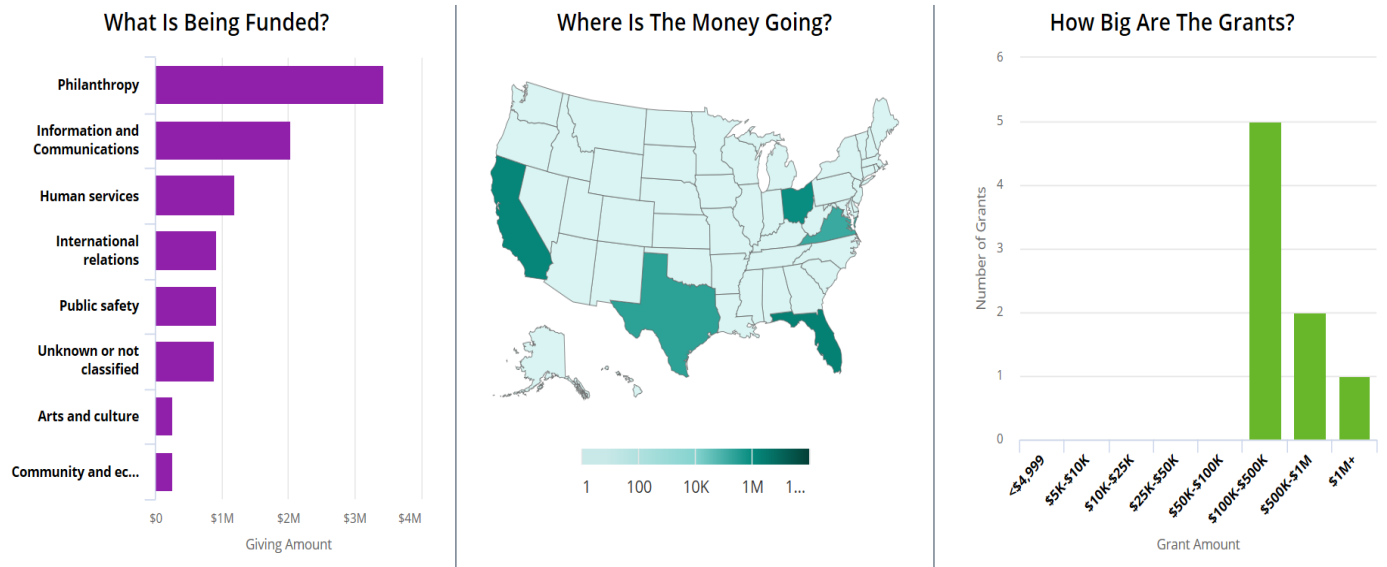 What Is Being Funded?
Philanthropy
Information and
Communications
Human services
International
relations
Public safety
Unknown or not
classified
Arts and culture
Community and ec...
$0 $1M $2M $3M $4M
Giving Amount
Where Is The Money Going?
1 100 10K 1M 1...
How Big Are The Grants?
6
5
4
3
2
1
0
Number of Grants
<$4,999
$5K-$10K
$10K-$25K
$25K-$50K
$50K-$100K
$100K-$500K
$500K-$1M
$1M+
Grant Amount